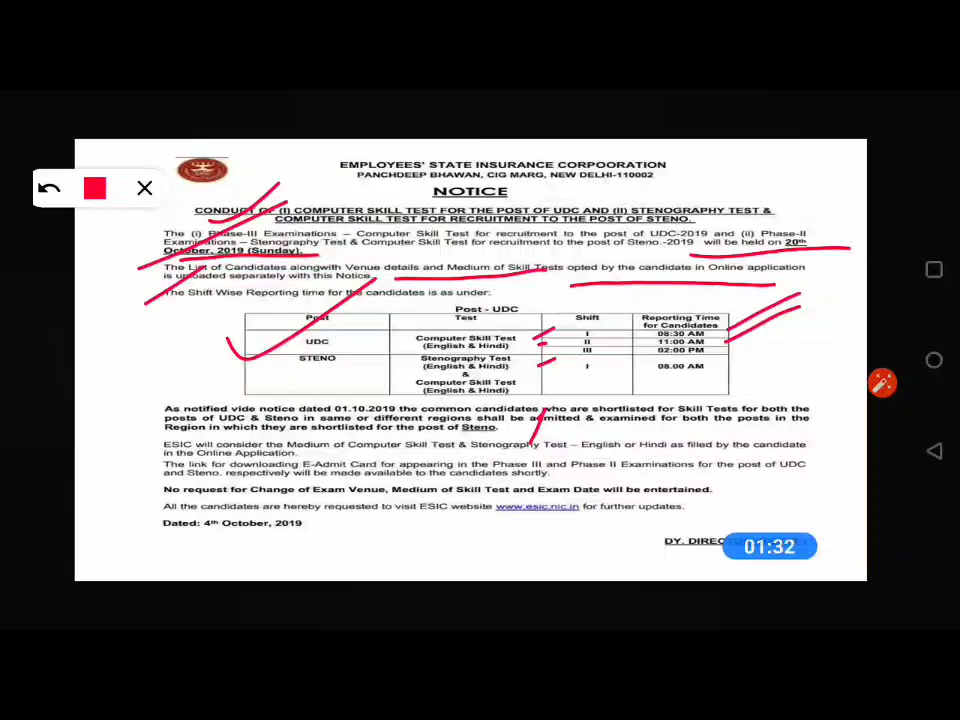 EMPLOYEES' STATE INSURANCE CORPOORATION
PANCHDEEP BHAWAN, CIG MARG, NEW DELHI-110002
NOTICE
CONDUCT OF (I) COMPUTER SKILL TEST FOR THE POST OF UDC AND (II) STENOGRAPHY TEST &
COMPUTER SKILL TEST FOR RECRUITMENT TO THE POST OF STENO.
The (i) Phase-III Examinations – Computer Skill Test for recruitment to the post of UDC-2019 and (ii) Phase-II
Examinations – Stenography Test & Computer Skill Test for recruitment to the post of Steno.-2019 will be held on 20th
October, 2019 (Sunday).
The List of Candidates alongwith Venue details and Medium of Skill Tests opted by the candidate in Online application
is uploaded separately with this Notice.
The Shift Wise Reporting time for the candidates is as under:
Post - UDC
Post Test Shift Reporting Time
for Candidates
UDC Computer Skill Test
(English & Hindi) I 08:30 AM
II 11:00 AM
III 02:00 PM
STENO Stenography Test
(English & Hindi) I 08.00 AM
&
Computer Skill Test
(English & Hindi)
As notified vide notice dated 01.10.2019 the common candidates who are shortlisted for Skill Tests for both the
posts of UDC & Steno in same or different regions shall be admitted & examined for both the posts in the
Region in which they are shortlisted for the post of Steno.
ESIC will consider the Medium of Computer Skill Test & Stenography Test – English or Hindi as filled by the candidate
in the Online Application.
The link for downloading E-Admit Card for appearing in the Phase III and Phase II Examinations for the post of UDC
and Steno. respectively will be made available to the candidates shortly.
No request for Change of Exam Venue, Medium of Skill Test and Exam Date will be entertained.
All the candidates are hereby requested to visit ESIC website www.esic.nic.in for further updates.
Dated: 4th October, 2019
DY.
01:32